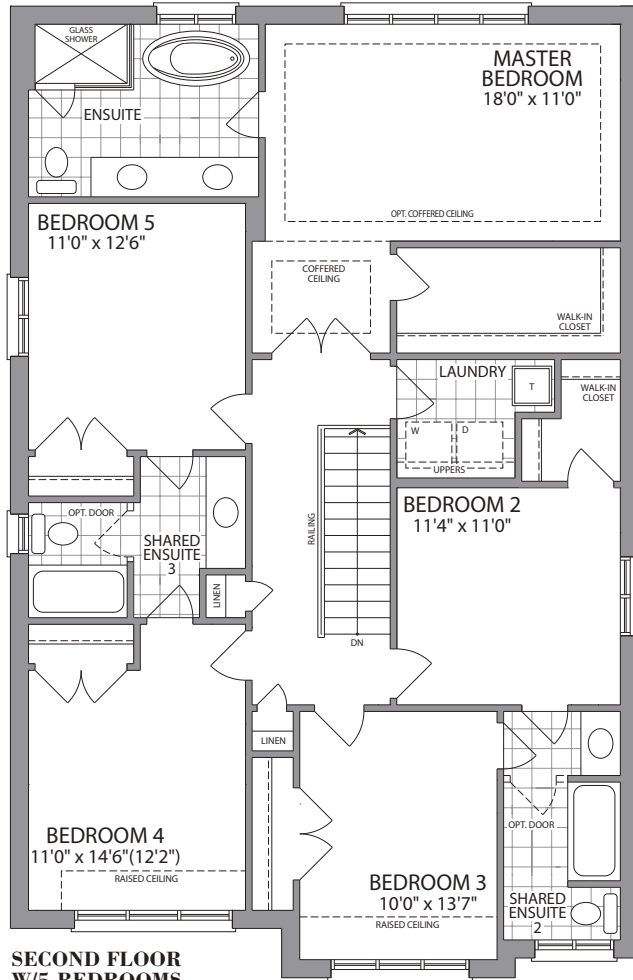 GLASS
SHOWER
ENSUITE
MASTER
BEDROOM
18'0" x 11'0"
OPT. COFFERED CEILING
BEDROOM 5
11'0" x 12'6"
COFFERED
CEILING
WALK-IN
CLOSET
LAUNDRY
T
W
D
UPPERS
WALK-IN
CLOSET
RAILING
DN
BEDROOM 2
11'4" x 11'0"
OPT. DOOR
SHARED
ENSUITE
3
LINEN
LINEN
BEDROOM 4
11'0" x 14'6"(12'2")
RAISED CEILING
BEDROOM 3
10'0" x 13'7"
RAISED CEILING
OPT. DOOR
SHARED
ENSUITE
2
SECOND FLOOR
W/5 BEDROOMS